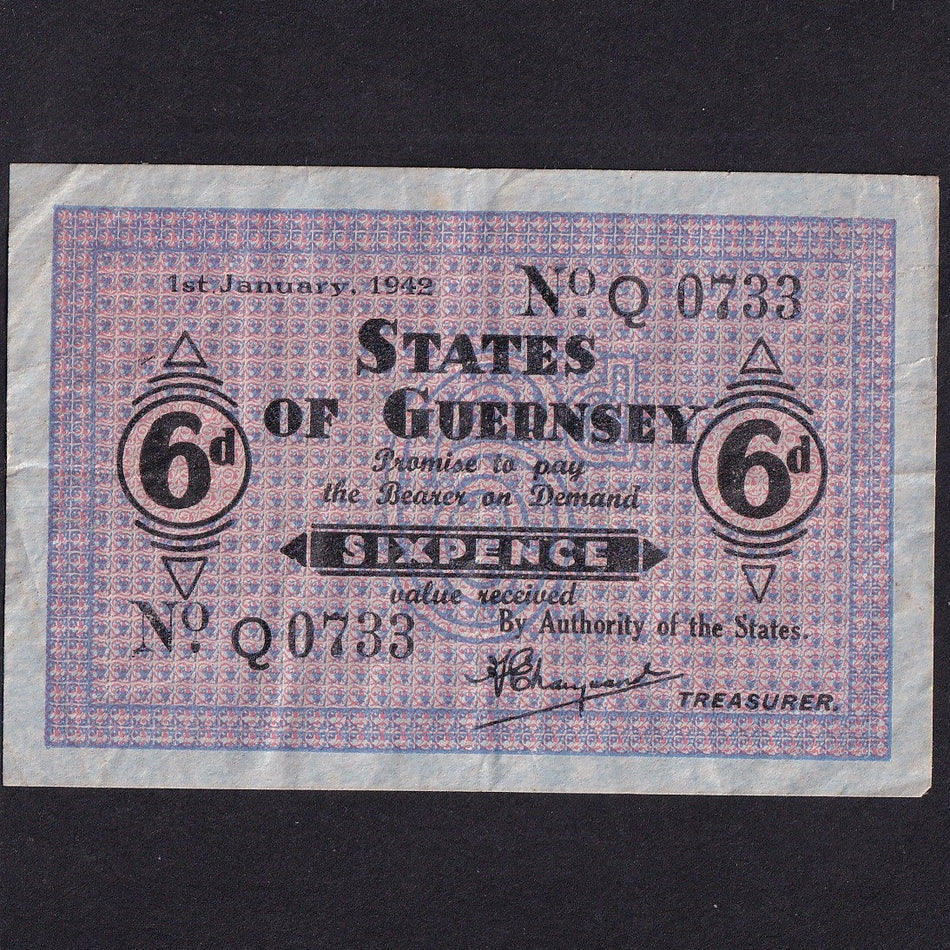 1st January, 1942
No. Q 0733
STATES
OF GUERNSEY
6d
6d
Promise to pay
the Bearer on Demand
SIXPENCE
value received
No. Q 0733
By Authority of the States.
TREASURER.